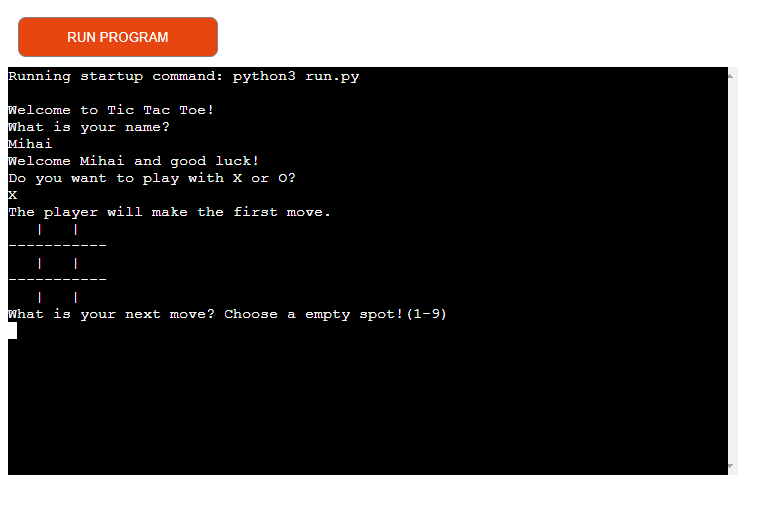 RUN PROGRAM
Running startup command: python3 run.py
Welcome to Tic Tac Toe!
What is your name?
Mihai
Welcome Mihai and good luck!
Do you want to play with X or O?
X
The player will make the first move.
   |   |
-----------
   |   |
-----------
   |   |
What is your next move? Choose a empty spot!(1-9)